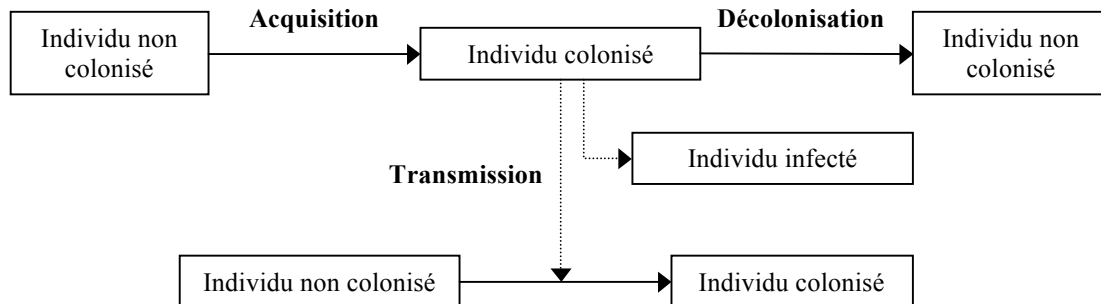 Acquisition
Décolonisation
Individu non
colonisé
Individu colonisé
Individu non
colonisé
Individu infecté
Transmission
Individu non colonisé
Individu colonisé